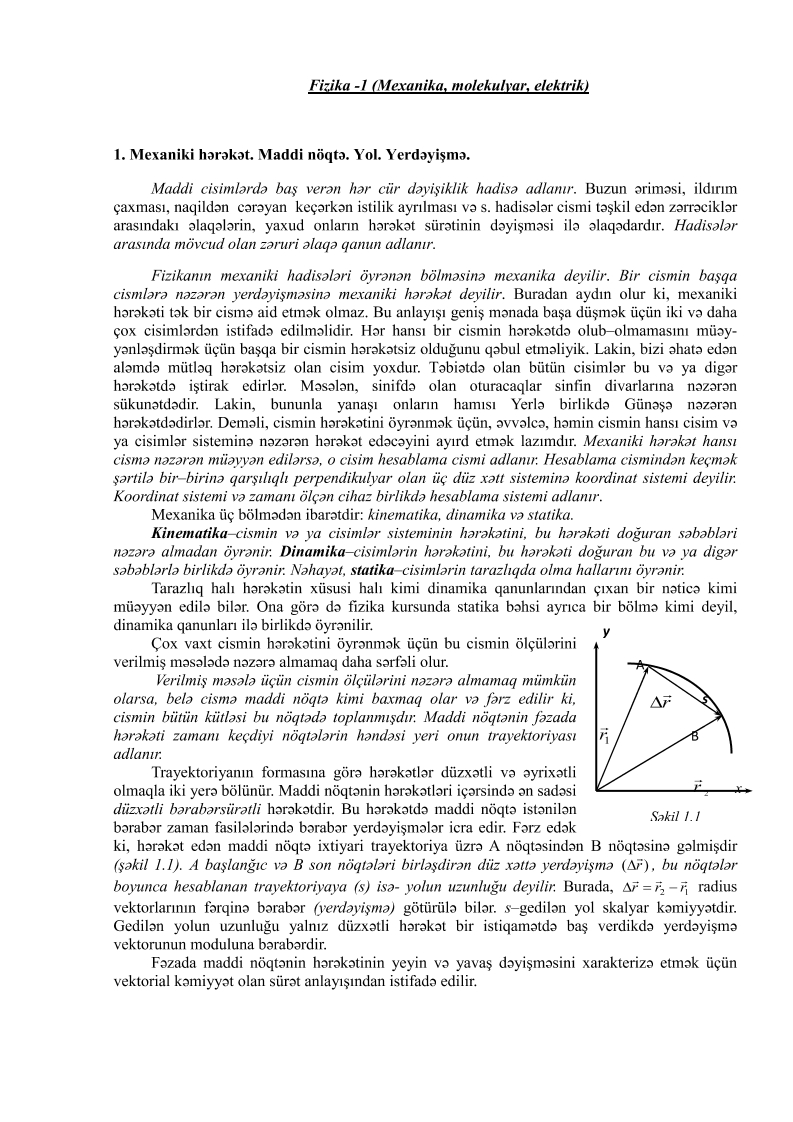 Fizika -1 (Mexanika, molekulyar, elektrik)
1. Mexaniki hərəkət. Maddi nöqtə. Yol. Yerdəyişmə.
Maddi cisimlərdə baş verən hər cür dəyişiklik hadisə adlanır. Buzun əriməsi, ildırım
çaxması, naqildən cərəyan keçərkən istilik ayrılması və s. hadisələr cismi təşkil edən zərrəciklər
arasındakı əlaqələrin, yaxud onların hərəkət sürətinin dəyişməsi ilə əlaqədardır. Hadisələr
arasında mövcud olan zəruri əlaqə qanun adlanır.
Fizikanın mexaniki hadisələri öyrənən bölməsinə mexanika deyilir. Bir cismin başqa
cismlərə nəzərən yerdəyişməsinə mexaniki hərəkət deyilir. Buradan aydın olur ki, mexaniki
hərəkəti tək bir cismə aid etmək olmaz. Bu anlayışı geniş mənada başa düşmək üçün iki və daha
çox cisimlərdən istifadə edilməlidir. Hər hansı bir cismin hərəkətdə olub–olmamasını müəy-
yənləşdirmək üçün başqa bir cismin hərəkətsiz olduğunu qəbul etməliyik. Lakin, bizi əhatə edən
aləmdə mütləq hərəkətsiz olan cisim yoxdur. Təbiətdə olan bütün cisimlər bu və ya digər
hərəkətdə iştirak edirlər. Məsələn, sinifdə olan oturacaqlar sinfin divarlarına nəzərən
sükunətdədir. Lakin, bununla yanaşı onların hamısı Yerlə birlikdə Günəşə nəzərən
hərəkətdədirlər. Deməli, cismin hərəkətini öyrənmək üçün, əvvəlcə, həmin cismin hansı cisim və
ya cisimlər sisteminə nəzərən hərəkət edəcəyini ayırd etmək lazımdır. Mexaniki hərəkət hansı
cismə nəzərən müəyyən edilərsə, o cisim hesablama cismi adlanır. Hesablama cismindən keçmək
şərtilə bir–birinə qarşılıqlı perpendikulyar olan üç düz xətt sisteminə koordinat sistemi deyilir.
Koordinat sistemi və zamanı ölçən cihaz birlikdə hesablama sistemi adlanır.
Mexanika üç bölmədən ibarətdir: kinematika, dinamika və statika.
Kinematika–cismin və ya cisimlər sisteminin hərəkətini, bu hərəkəti doğuran səbəbləri
nəzərə almadan öyrənir. Dinamika–cisimlərin hərəkətini, bu hərəkəti doğuran bu və ya digər
səbəblərlə birlikdə öyrənir. Nəhayət, statika–cisimlərin tarazlıqda olma hallarını öyrənir.
Tarazlıq halı hərəkətin xüsusi halı kimi dinamika qanunlarından çıxan bir nəticə kimi
müəyyən edilə bilər. Ona görə də fizika kursunda statika bəhsi ayrıca bir bölmə kimi deyil,
dinamika qanunları ilə birlikdə öyrənilir.
Çox vaxt cismin hərəkətini öyrənmək üçün bu cismin ölçülərini
verilmiş məsələdə nəzərə almamaq daha sərfəli olur.
Verilmiş məsələ üçün cismin ölçülərini nəzərə almamaq mümkün
olarsa, belə cismə maddi nöqtə kimi baxmaq olar və fərz edilir ki,
cismin bütün kütləsi bu nöqtədə toplanmışdır. Maddi nöqtənin fəzada
hərəkəti zamanı keçdiyi nöqtələrin həndəsi yeri onun trayektoriyası
adlanır.
Trayektoriyanın formasına görə hərəkətlər düzxətli və əyrixətli
olmaqla iki yerə bölünür. Maddi nöqtənin hərəkətləri içərsində ən sadəsi
düzxətli bərabərsürətli hərəkətdir. Bu hərəkətdə maddi nöqtə istənilən
bərabər zaman fasilələrində bərabər yerdəyişmələr icra edir. Fərz edək
y
A
s
Δr⃗
r⃗₁
B
r⃗₂
x
Səkil 1.1
ki, hərəkət edən maddi nöqtə ixtiyari trayektoriya üzrə A nöqtəsindən B nöqtəsinə gəlmişdir
(şəkil 1.1). A başlanğıc və B son nöqtələri birləşdirən düz xəttə yerdəyişmə (Δr⃗) , bu nöqtələr
boyunca hesablanan trayektoriyaya (s) isə- yolun uzunluğu deyilir. Burada, Δr⃗ = r⃗₂ − r⃗₁ radius
vektorlarının fərqinə bərabər (yerdəyişmə) götürülə bilər. s–gedilən yol skalyar kəmiyyətdir.
Gedilən yolun uzunluğu yalnız düzxətli hərəkət bir istiqamətdə baş verdikdə yerdəyişmə
vektorunun moduluna bərabərdir.
Fəzada maddi nöqtənin hərəkətinin yeyin və yavaş dəyişməsini xarakterizə etmək üçün
vektorial kəmiyyət olan sürət anlayışından istifadə edilir.